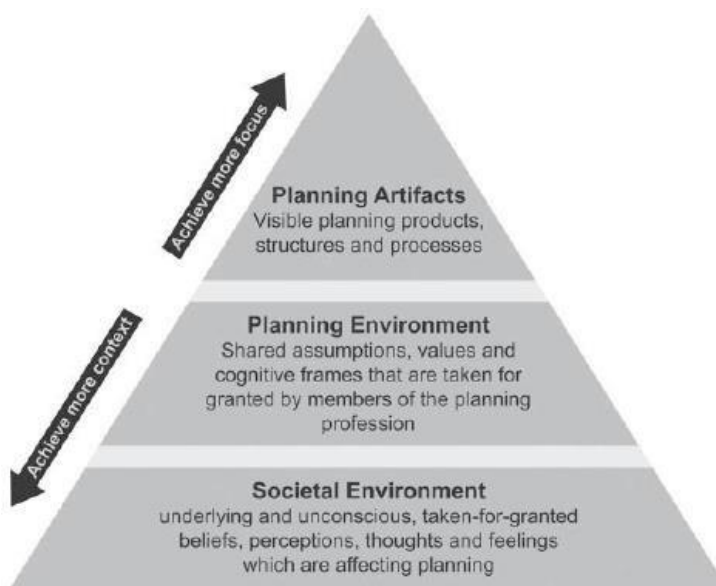 Achieve more focus
Planning Artifacts
Visible planning products,
structures and processes
Achieve more context
Planning Environment
Shared assumptions, values and
cognitive frames that are taken for
granted by members of the planning
profession
Societal Environment
underlying and unconscious, taken-for-granted
beliefs, perceptions, thoughts and feelings
which are affecting planning